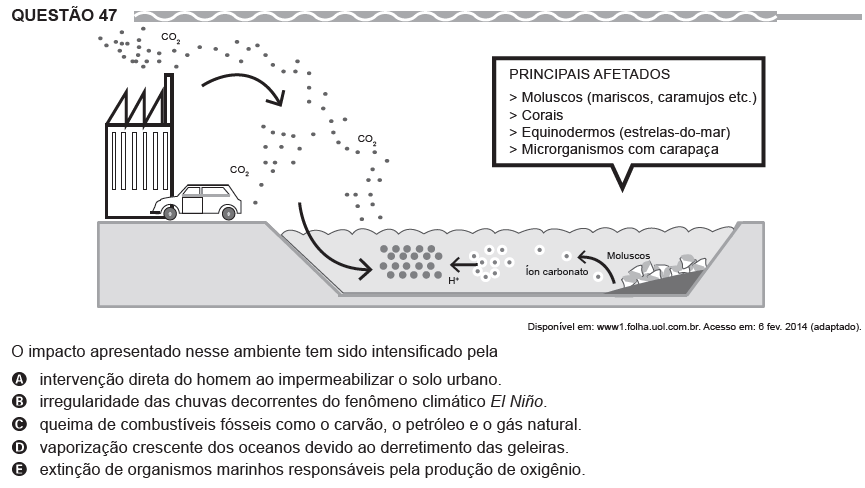 QUESTÃO 47
CO2
PRINCIPAIS AFETADOS
> Moluscos (mariscos, caramujos etc.)
> Corais
> Equinodermos (estrelas-do-mar)
> Microrganismos com carapaça
CO2
CO2
Moluscos
Íon carbonato
H+
Disponível em: www1.folha.uol.com.br. Acesso em: 6 fev. 2014 (adaptado).
O impacto apresentado nesse ambiente tem sido intensificado pela
A intervenção direta do homem ao impermeabilizar o solo urbano.
B irregularidade das chuvas decorrentes do fenômeno climático El Niño.
C queima de combustíveis fósseis como o carvão, o petróleo e o gás natural.
D vaporização crescente dos oceanos devido ao derretimento das geleiras.
E extinção de organismos marinhos responsáveis pela produção de oxigênio.